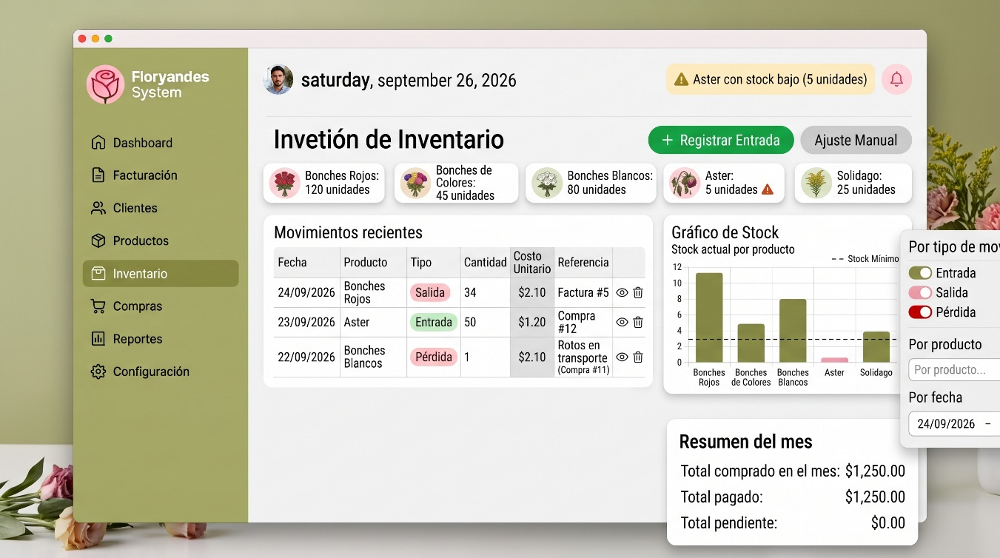 Floryandes
System
Dashboard
Facturación
Clientes
Productos
Inventario
Compras
Reportes
Configuración
saturday, september 26, 2026
Aster con stock bajo (5 unidades)
Invetión de Inventario
+ Registrar Entrada
Ajuste Manual
Bonches Rojos:
120 unidades
Bonches de
Colores:
45 unidades
Bonches Blancos:
80 unidades
Aster:
5 unidades
Solidago:
25 unidades
Movimientos recientes
Fecha Producto Tipo Cantidad Costo Unitario Referencia
24/09/2026 Bonches Rojos Salida 34 $2.10 Factura #5
23/09/2026 Aster Entrada 50 $1.20 Compra #12
22/09/2026 Bonches Blancos Pérdida 1 $2.10 Rotos en transporte (Compra #11)
Gráfico de Stock
Stock actual por producto
-- Stock Mínimo
12
10
8
6
4
2
0
Bonches Rojos
Bonches de Colores
Bonches Blancos
Aster
Solidago
Por tipo de mov
Entrada
Salida
Pérdida
Por producto
Por producto...
Por fecha
24/09/2026 –
Resumen del mes
Total comprado en el mes: $1,250.00
Total pagado: $1,250.00
Total pendiente: $0.00